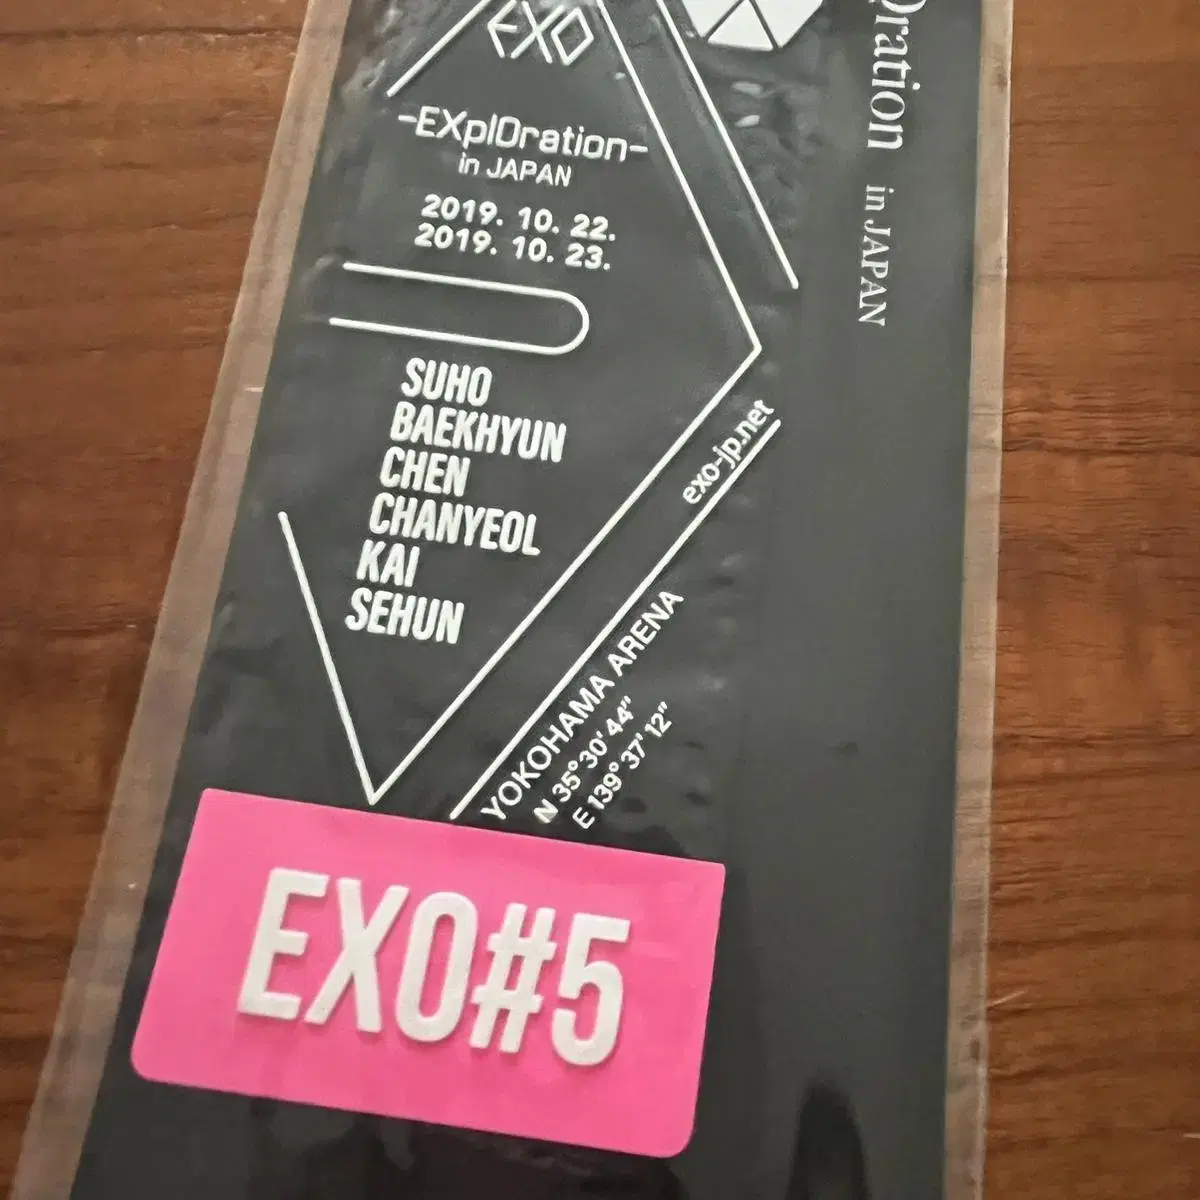 EXO
-EXplOration-
in JAPAN
2019. 10. 22.
2019. 10. 23.
SUHO
BAEKHYUN
CHEN
CHANYEOL
KAI
SEHUN
exo-jp.net
YOKOHAMA ARENA
N 35° 30' 44"
E 139° 37' 12"
EXO#5
Oration in JAPAN